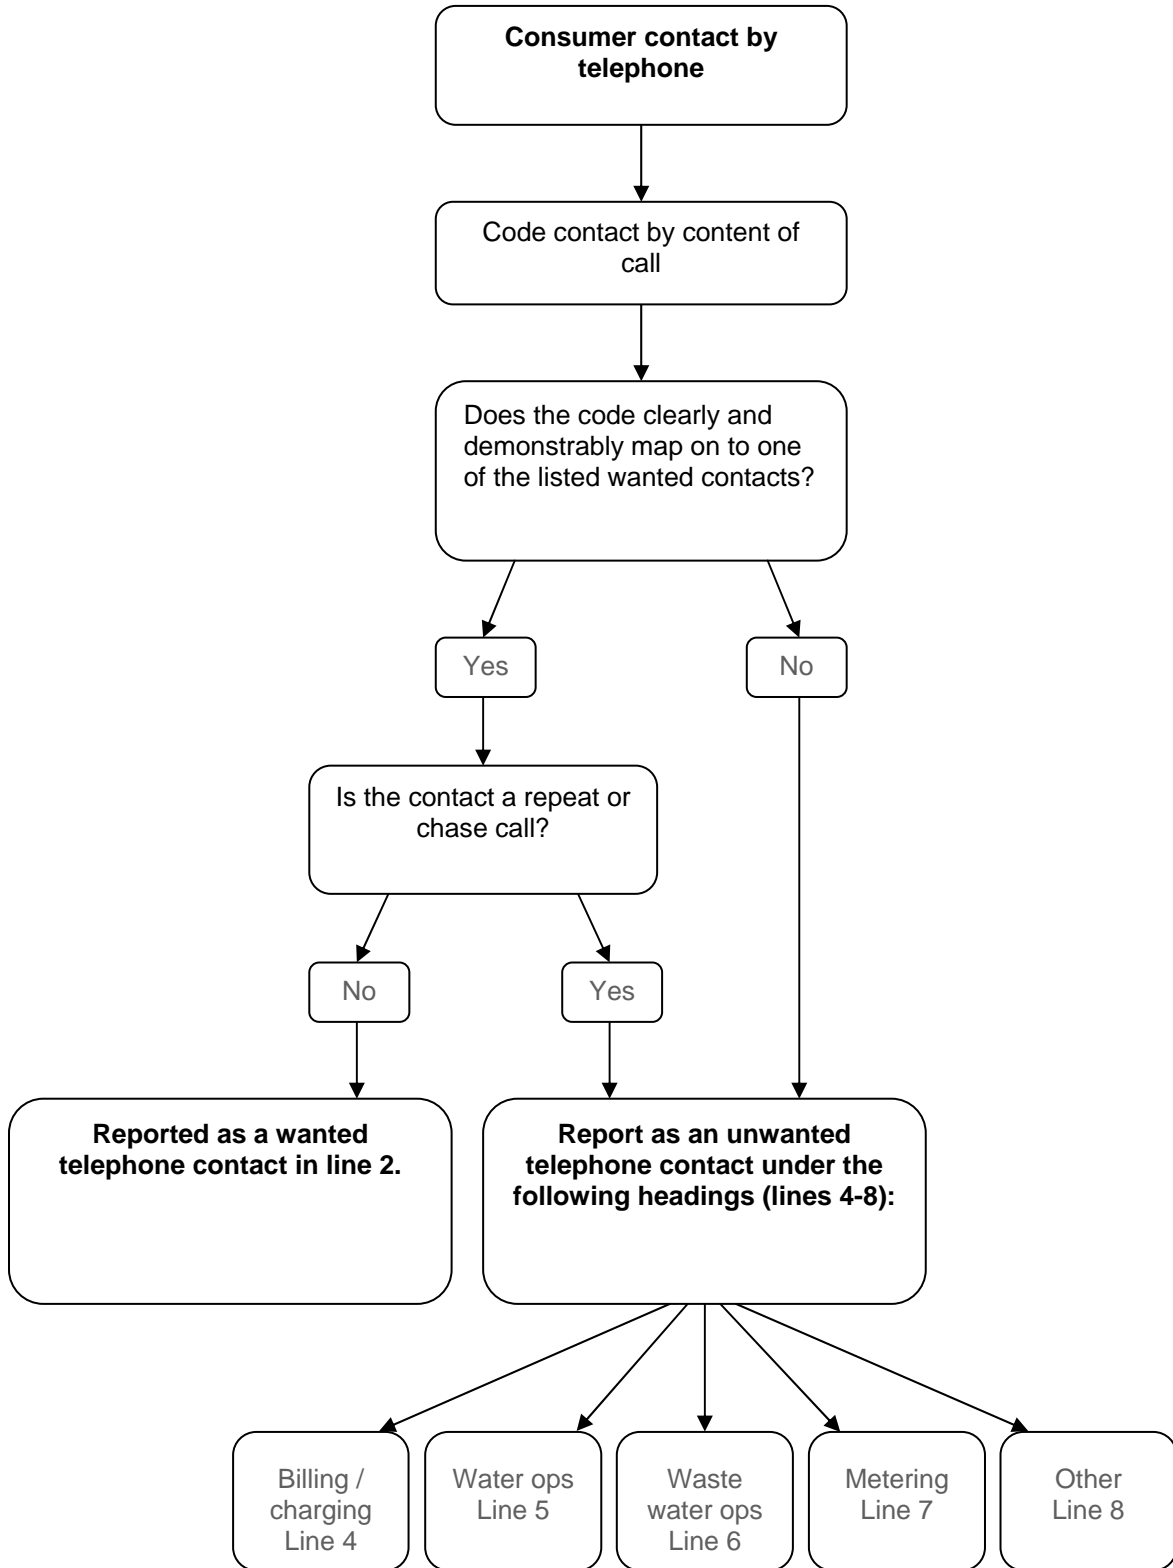 Consumer contact by
telephone
Code contact by content of
call
Does the code clearly and
demonstrably map on to one
of the listed wanted contacts?
Yes
No
Is the contact a repeat or
chase call?
No
Yes
Reported as a wanted
telephone contact in line 2.
Report as an unwanted
telephone contact under the
following headings (lines 4-8):
Billing /
charging
Line 4
Water ops
Line 5
Waste
water ops
Line 6
Metering
Line 7
Other
Line 8